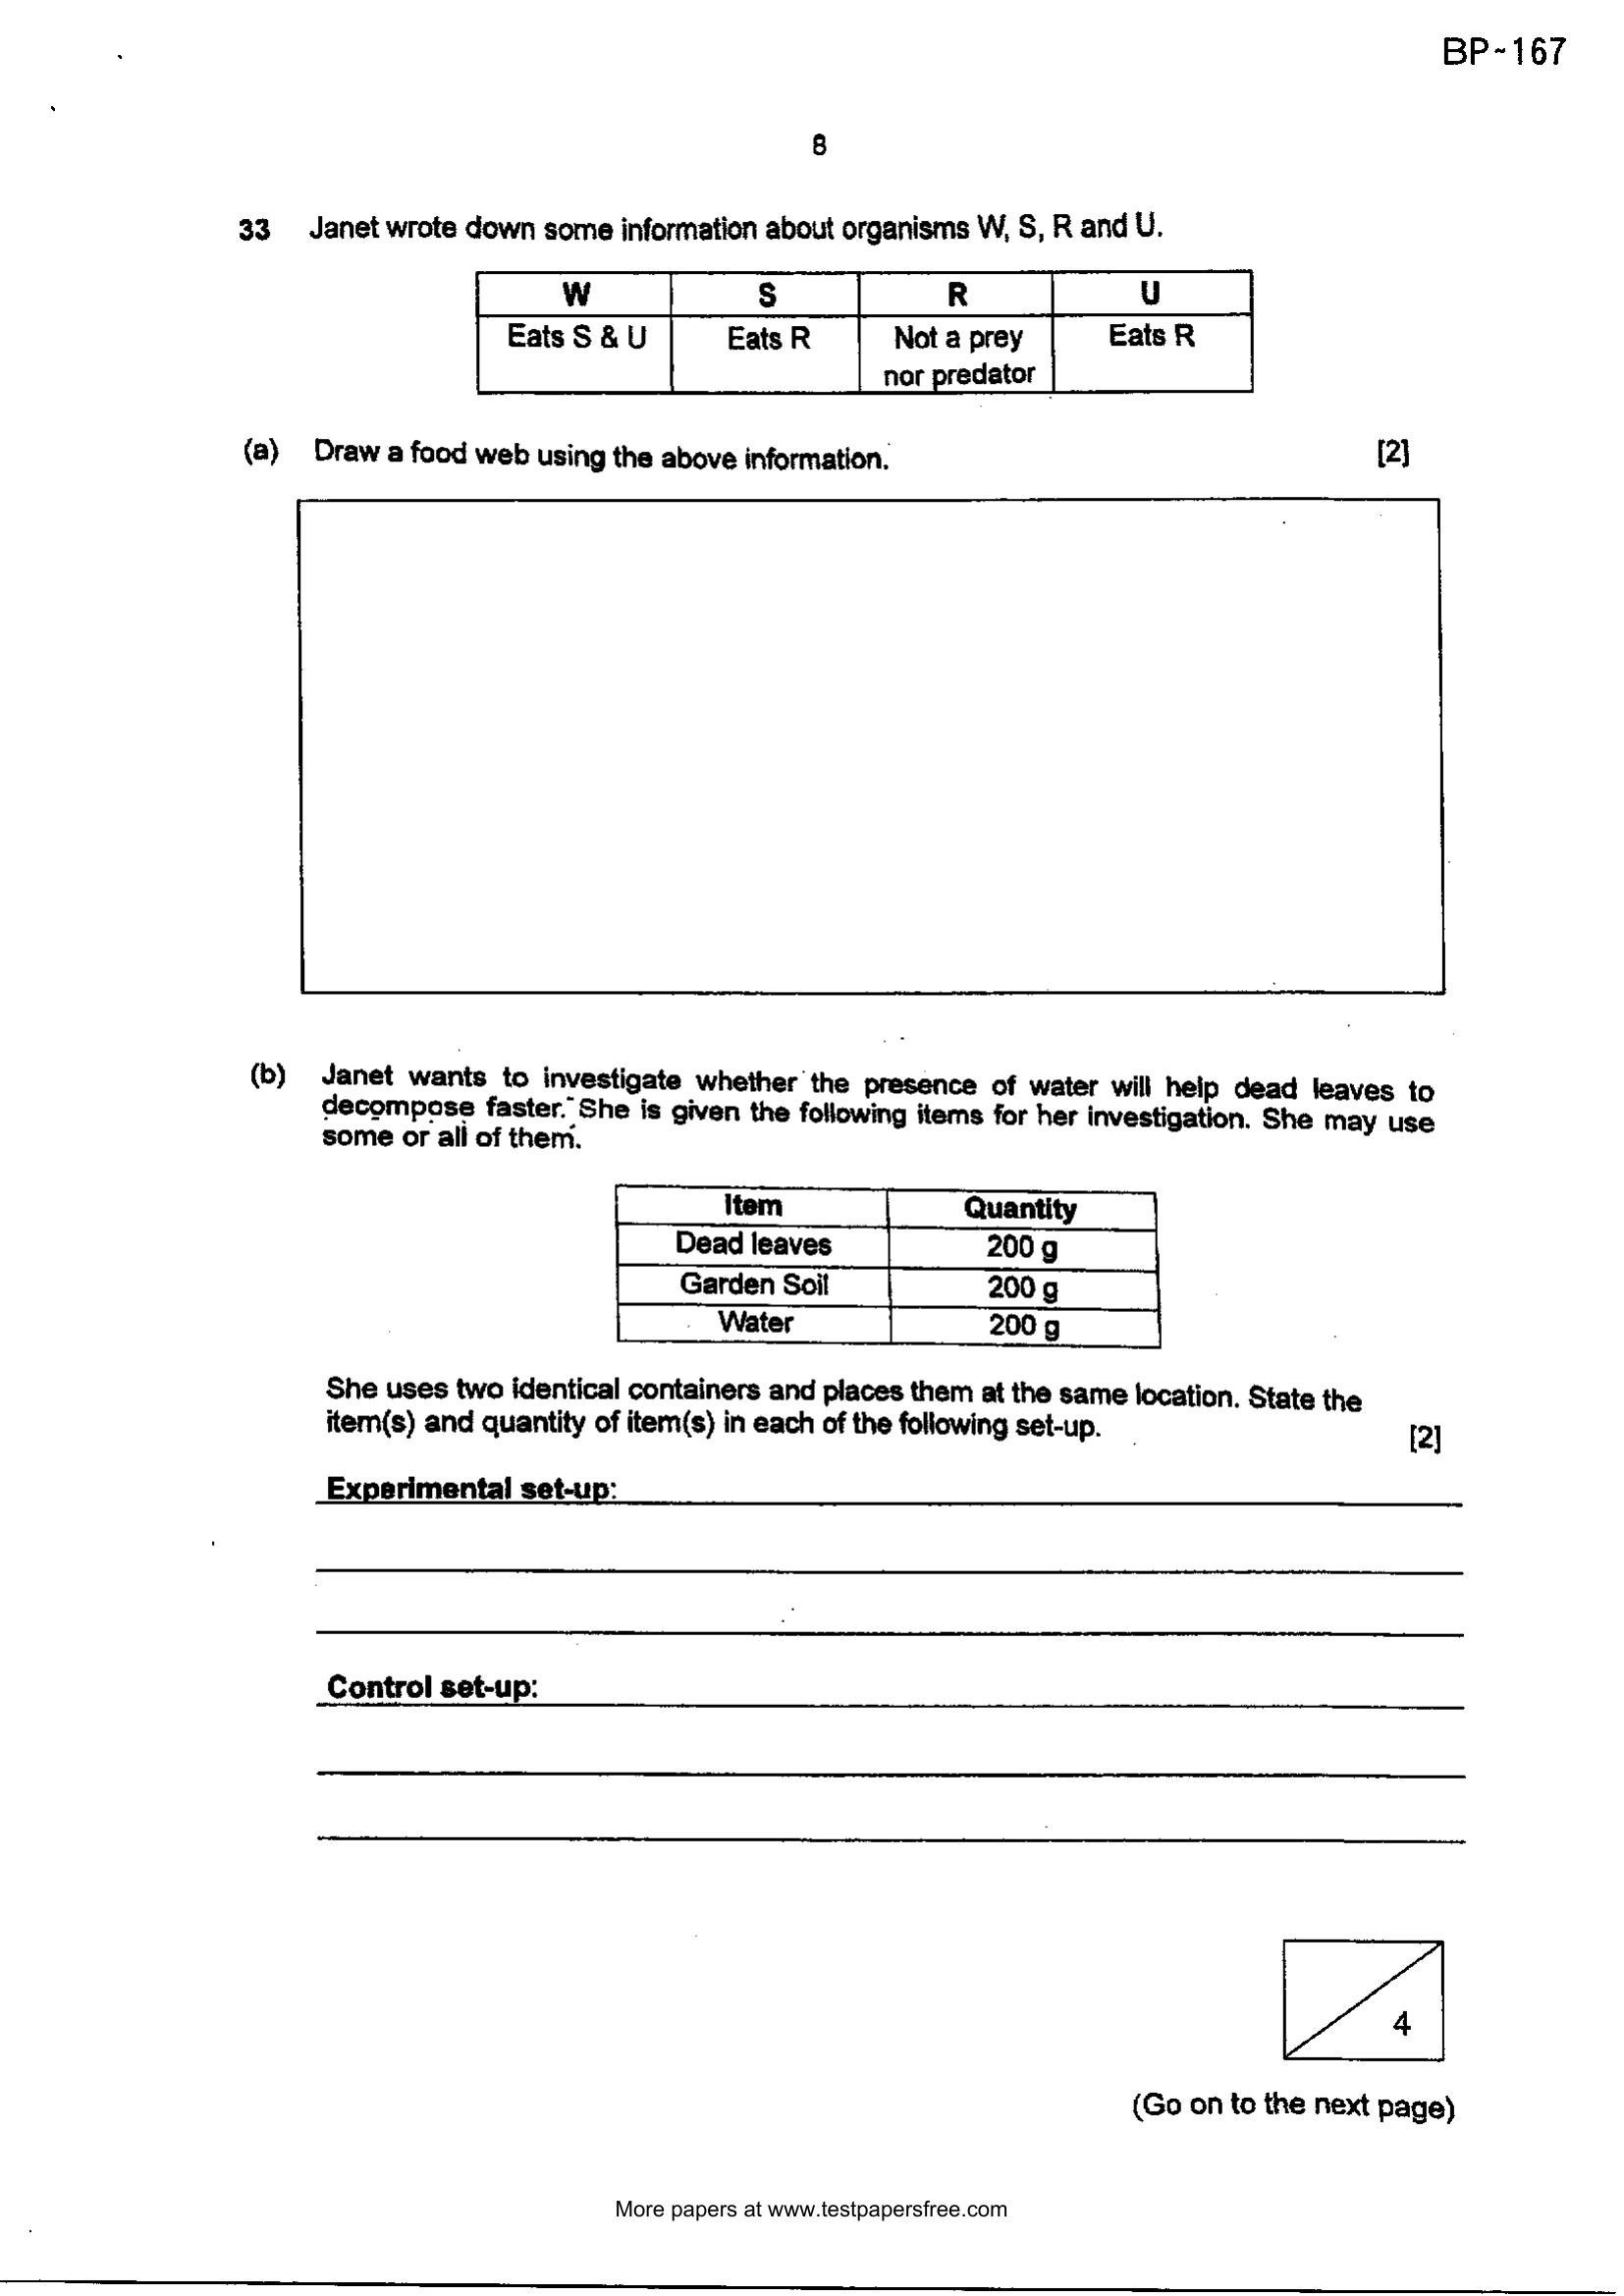 BP-167
8
33 Janet wrote down some information about organisms W, S, R and U.
W S R U
Eats S & U Eats R Not a prey Eats R
nor predator
(a) Draw a food web using the above information. [2]
(b) Janet wants to investigate whether the presence of water will help dead leaves to
decompose faster. She is given the following items for her investigation. She may use
some or all of them.
Item Quantity
Dead leaves 200 g
Garden Soil 200 g
Water 200 g
She uses two identical containers and places them at the same location. State the
item(s) and quantity of item(s) in each of the following set-up. [2]
Experimental set-up:
Control set-up:
4
(Go on to the next page)
More papers at www.testpapersfree.com